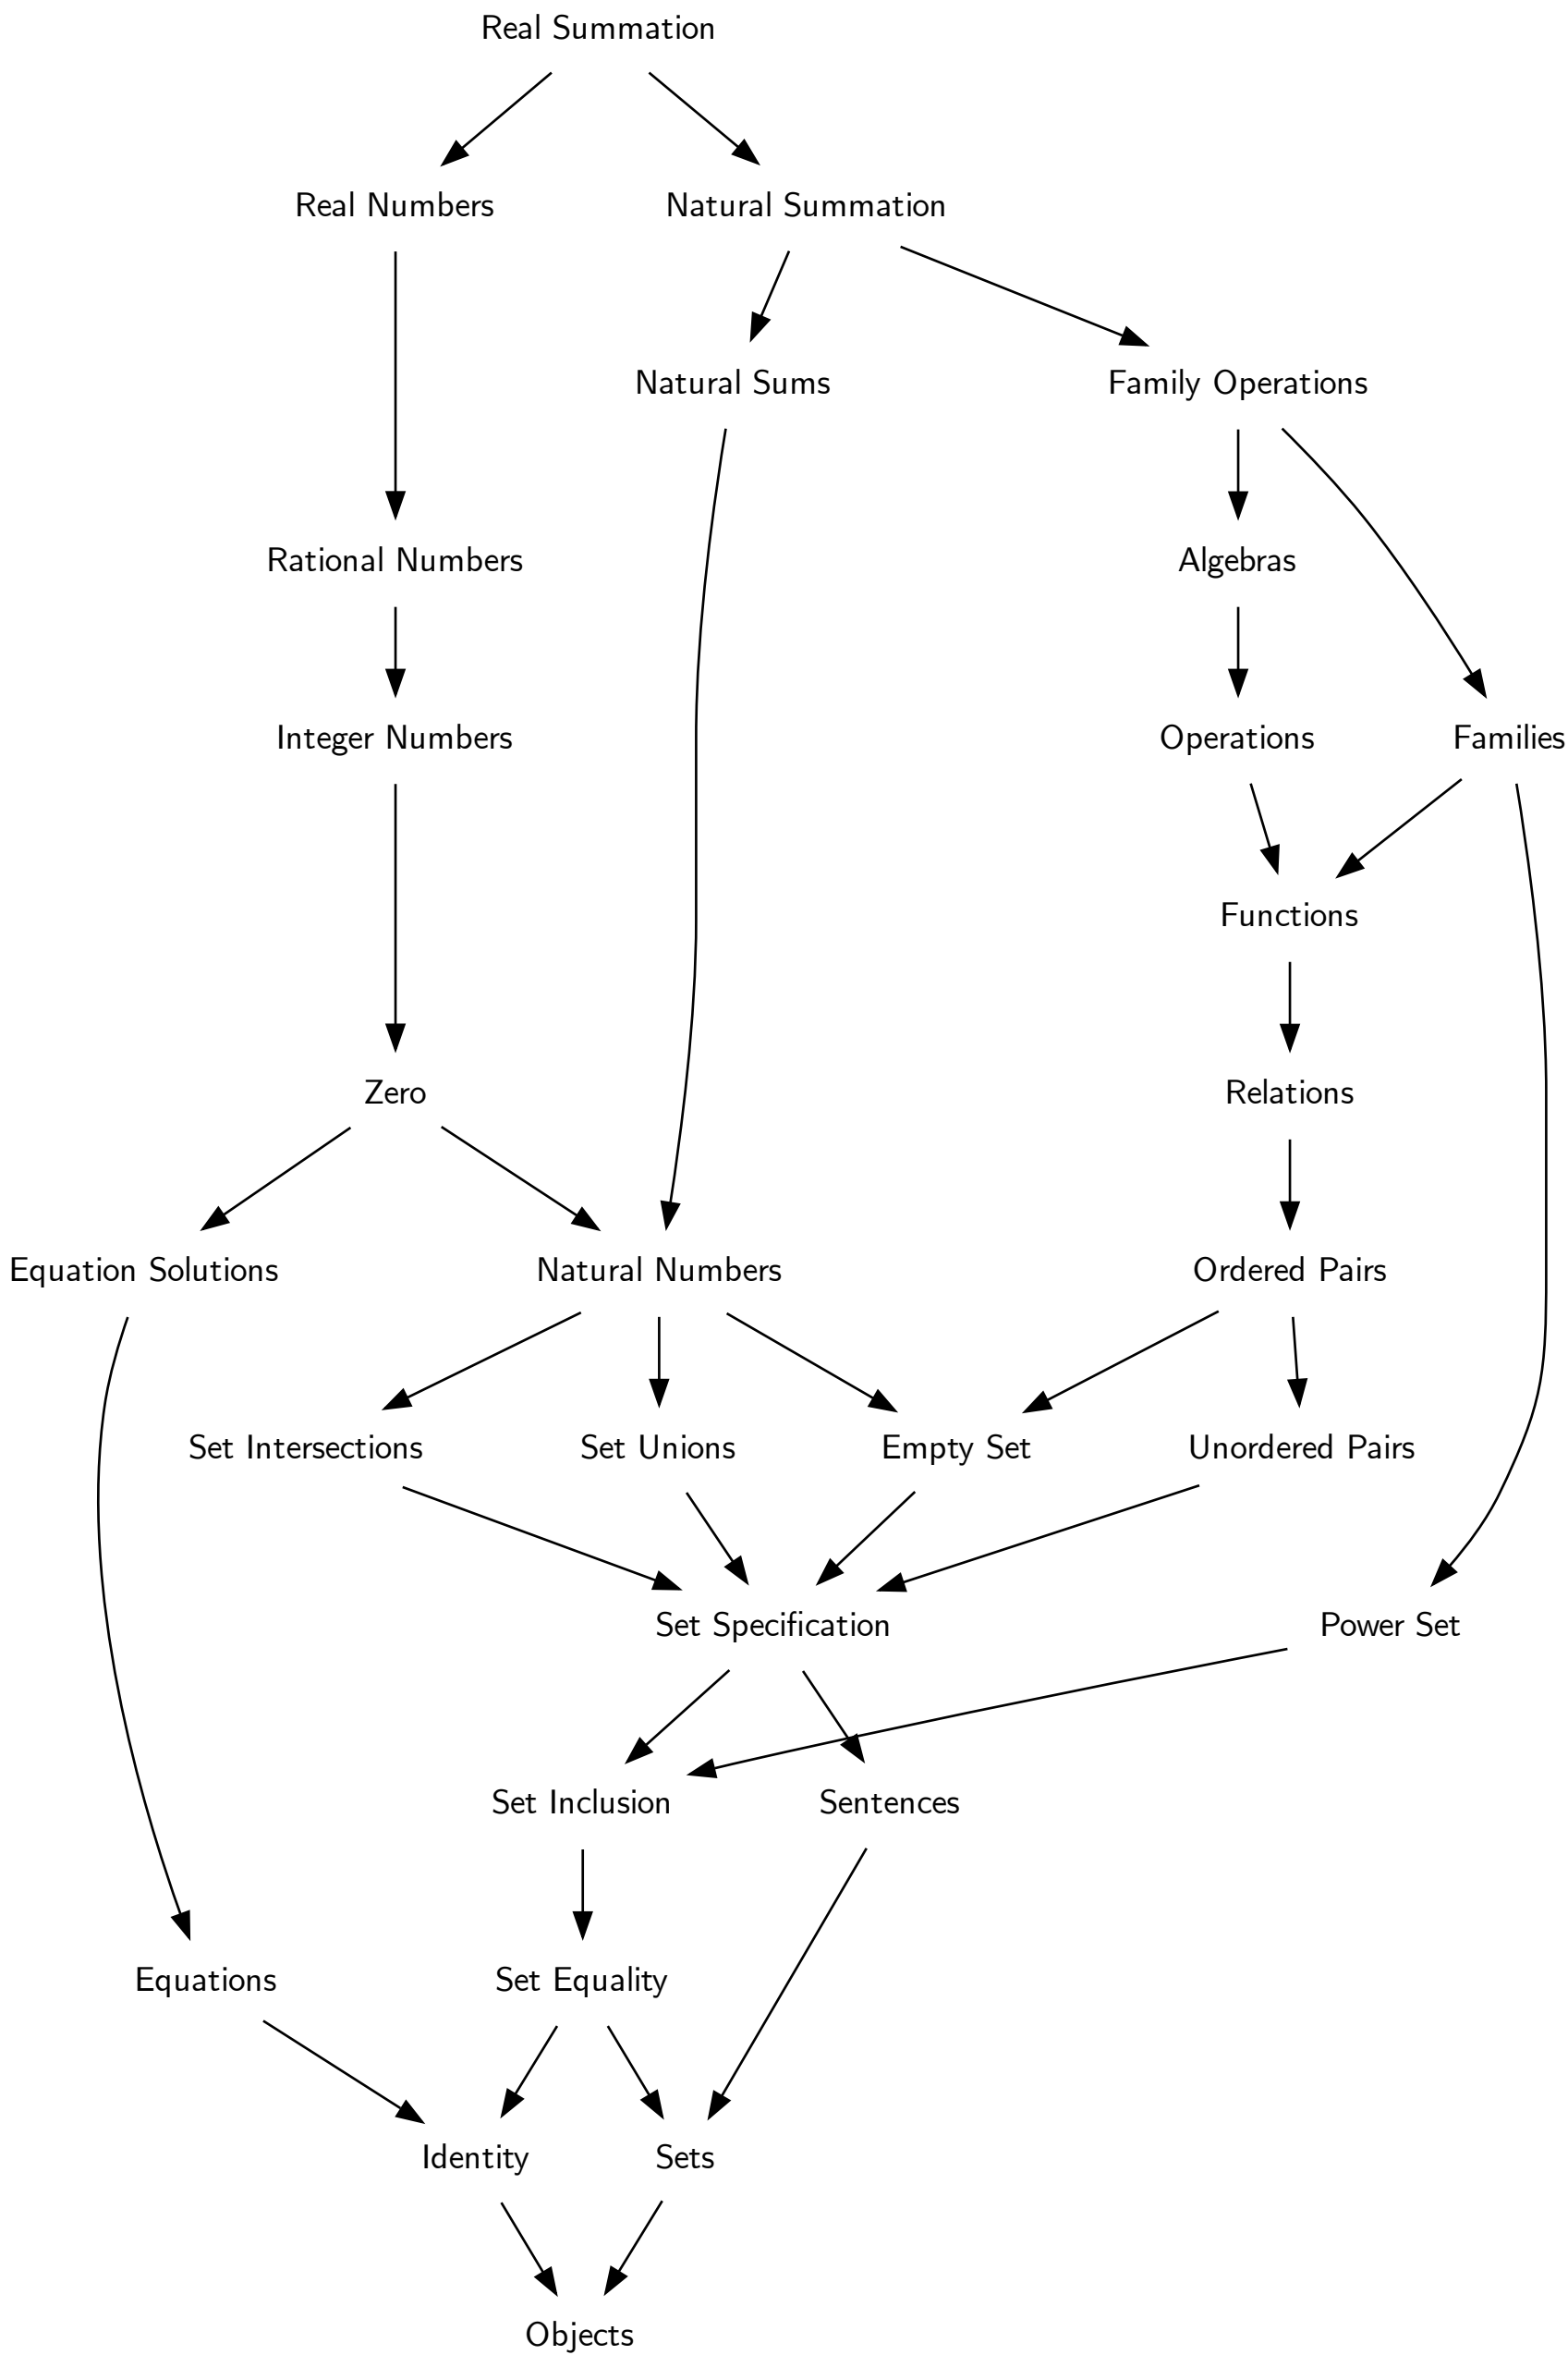 Real Summation
Real Numbers
Natural Summation
Natural Sums
Family Operations
Rational Numbers
Algebras
Integer Numbers
Operations
Families
Functions
Zero
Relations
Equation Solutions
Natural Numbers
Ordered Pairs
Set Intersections
Set Unions
Empty Set
Unordered Pairs
Set Specification
Power Set
Set Inclusion
Sentences
Equations
Set Equality
Identity
Sets
Objects